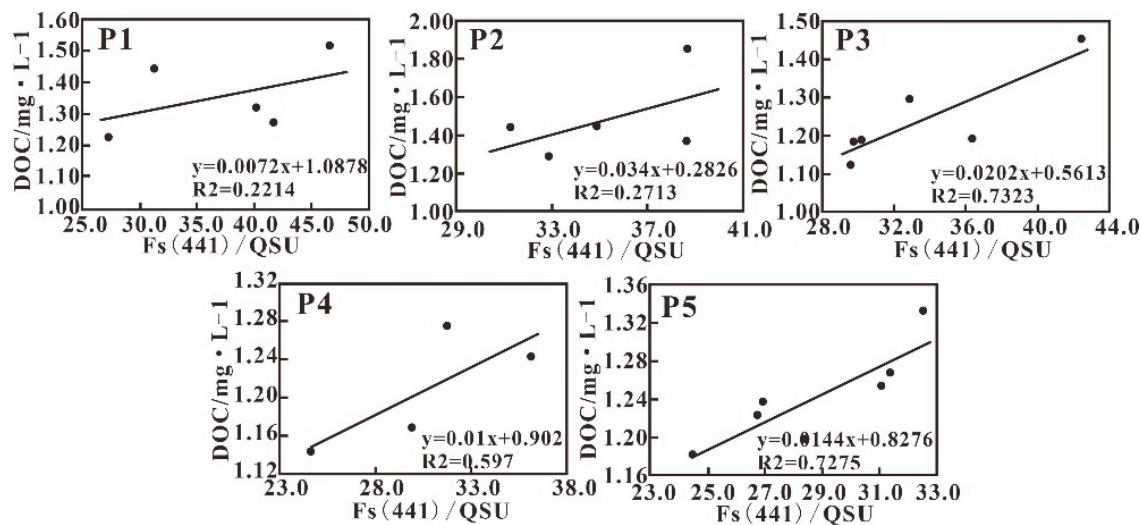 P1
DOC/mg·L-1
1.60
1.50
1.40
1.30
1.20
1.10
1.00
y=0.0072x+1.0878
R2=0.2214
25.0 30.0 35.0 40.0 45.0 50.0
Fs(441)/QSU
P2
DOC/mg·L-1
2.00
1.80
1.60
1.40
1.20
1.00
y=0.034x+0.2826
R2=0.2713
29.0 33.0 37.0 41.0
Fs(441)/QSU
P3
DOC/mg·L-1
1.50
1.40
1.30
1.20
1.10
1.00
y=0.0202x+0.5613
R2=0.7323
28.0 32.0 36.0 40.0 44.0
Fs(441)/QSU
P4
DOC/mg·L-1
1.32
1.28
1.24
1.20
1.16
1.12
y=0.01x+0.902
R2=0.597
23.0 28.0 33.0 38.0
Fs(441)/QSU
P5
DOC/mg·L-1
1.36
1.32
1.28
1.24
1.20
1.16
y=0.0144x+0.8276
R2=0.7275
23.0 25.0 27.0 29.0 31.0 33.0
Fs(441)/QSU